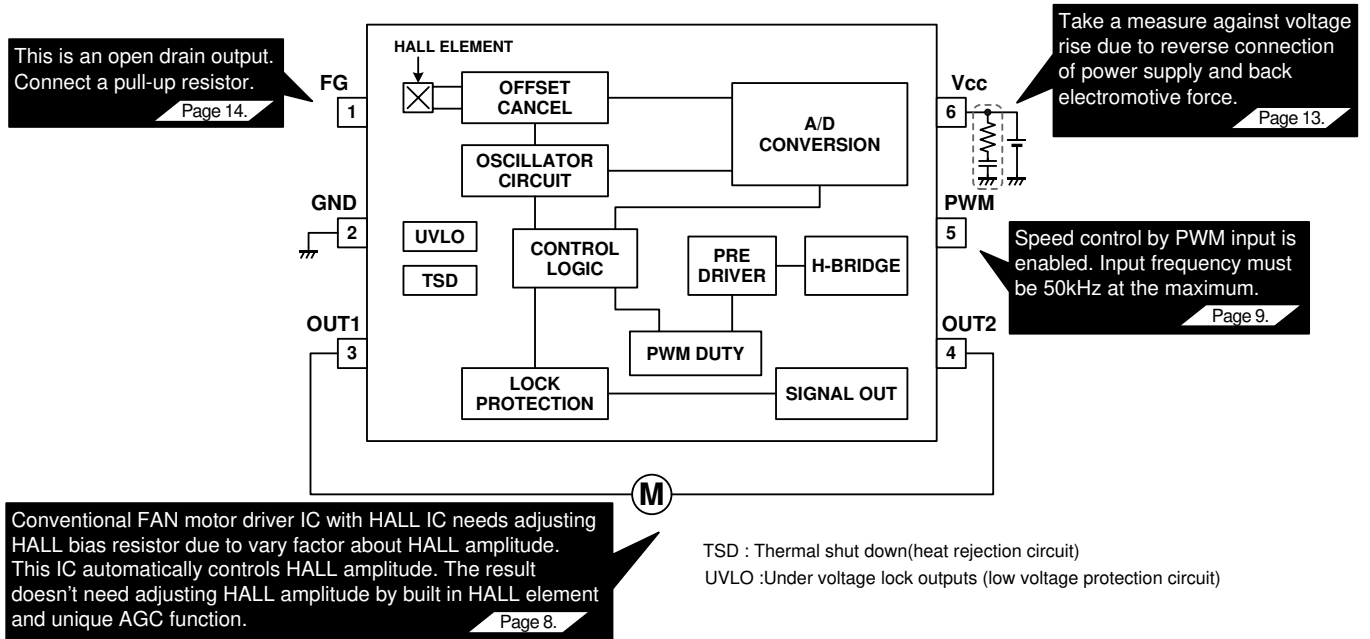 This is an open drain output.
Connect a pull-up resistor.
Page 14.
HALL ELEMENT
Take a measure against voltage
rise due to reverse connection
of power supply and back
electromotive force.
Page 13.
FG
1
OFFSET
CANCEL
A/D
CONVERSION
Vcc
6
OSCILLATOR
CIRCUIT
GND
2
UVLO
TSD
CONTROL
LOGIC
PRE
DRIVER
H-BRIDGE
PWM
5
Speed control by PWM input is
enabled. Input frequency must
be 50kHz at the maximum.
Page 9.
OUT1
3
PWM DUTY
OUT2
4
LOCK
PROTECTION
SIGNAL OUT
M
Conventional FAN motor driver IC with HALL IC needs adjusting
HALL bias resistor due to vary factor about HALL amplitude.
This IC automatically controls HALL amplitude. The result
doesn't need adjusting HALL amplitude by built in HALL element
and unique AGC function.
Page 8.
TSD : Thermal shut down(heat rejection circuit)
UVLO :Under voltage lock outputs (low voltage protection circuit)